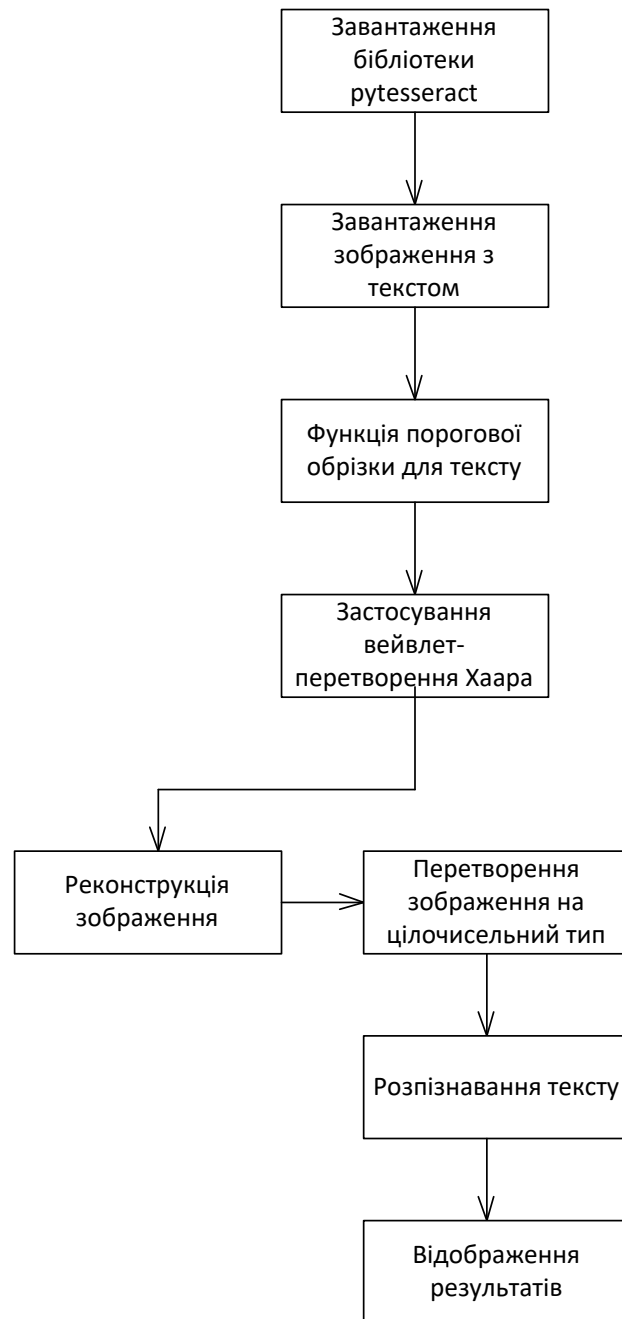 Завантаження
бібліотеки
pytesseract
Завантаження
зображення з
текстом
Функція порогової
обрізки для тексту
Застосування
вейвлет-
перетворення Хаара
Реконструкція
зображення
Перетворення
зображення на
цілочисельний тип
Розпізнавання тексту
Відображення
результатів